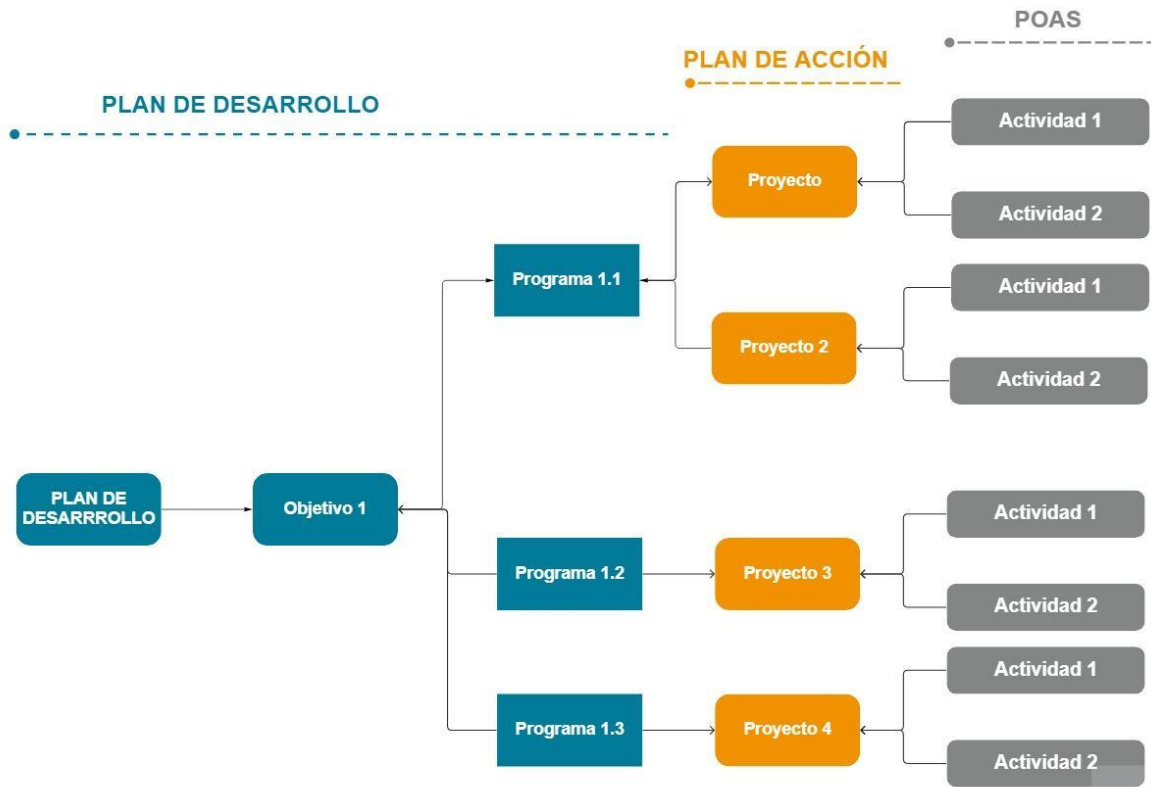 POAS
PLAN DE ACCIÓN
PLAN DE DESARROLLO
Actividad 1
Proyecto
Actividad 2
Programa 1.1
Actividad 1
Proyecto 2
Actividad 2
PLAN DE
DESARRROLLO
Objetivo 1
Actividad 1
Programa 1.2
Proyecto 3
Actividad 2
Actividad 1
Programa 1.3
Proyecto 4
Actividad 2